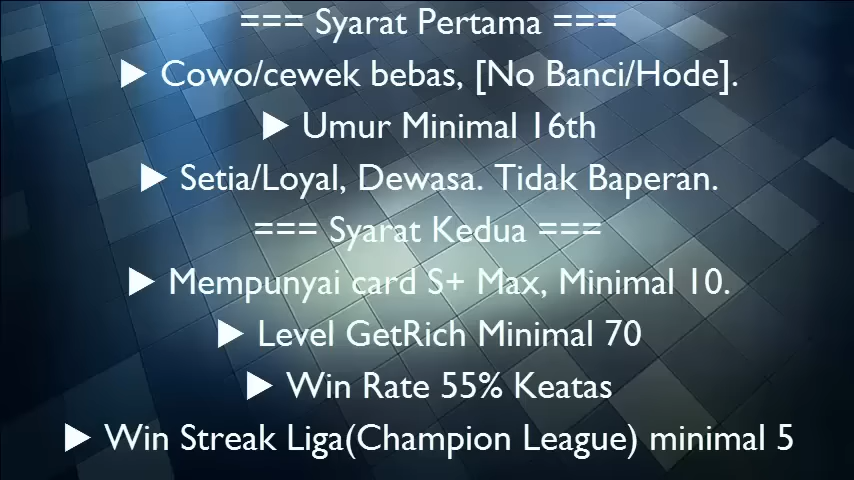 === Syarat Pertama ===
▶ Cowo/cewek bebas, [No Banci/Hode].
▶ Umur Minimal 16th
▶ Setia/Loyal, Dewasa. Tidak Baperan.
=== Syarat Kedua ===
▶ Mempunyai card S+ Max, Minimal 10.
▶ Level GetRich Minimal 70
▶ Win Rate 55% Keatas
▶ Win Streak Liga(Champion League) minimal 5